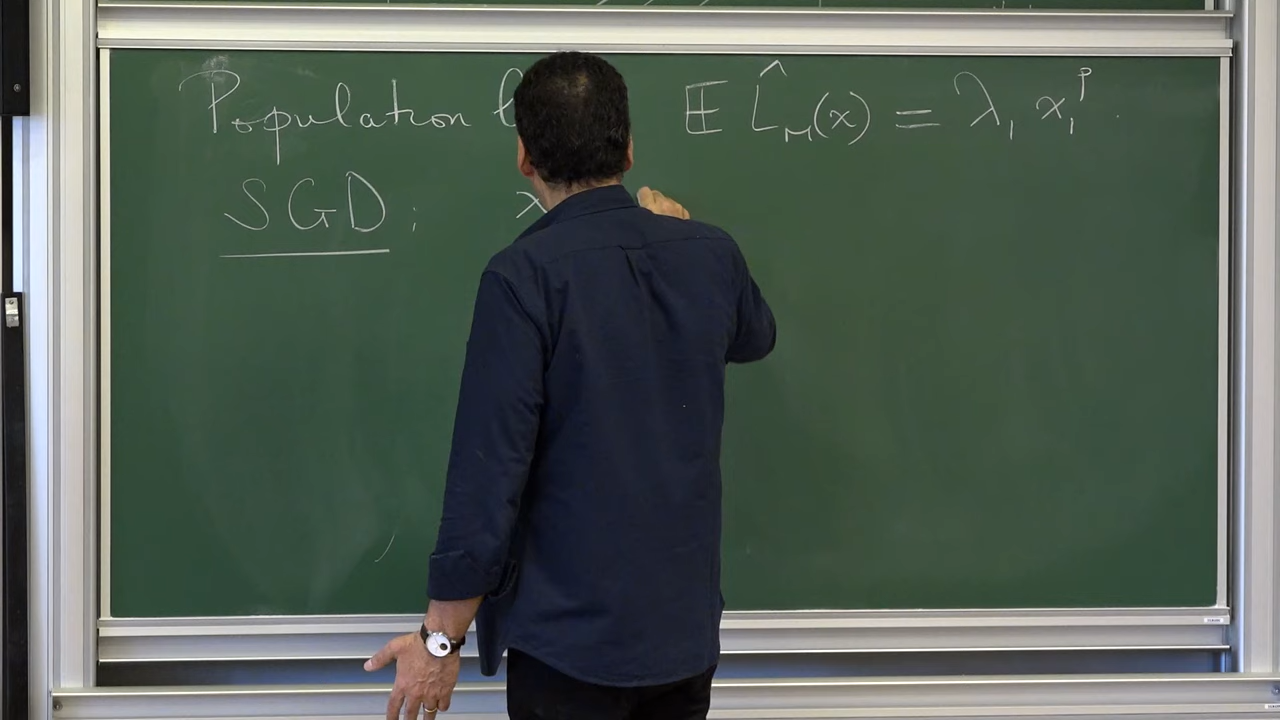 Population E L̂_M(x) = λ₁ x₁^p .
SGD: x